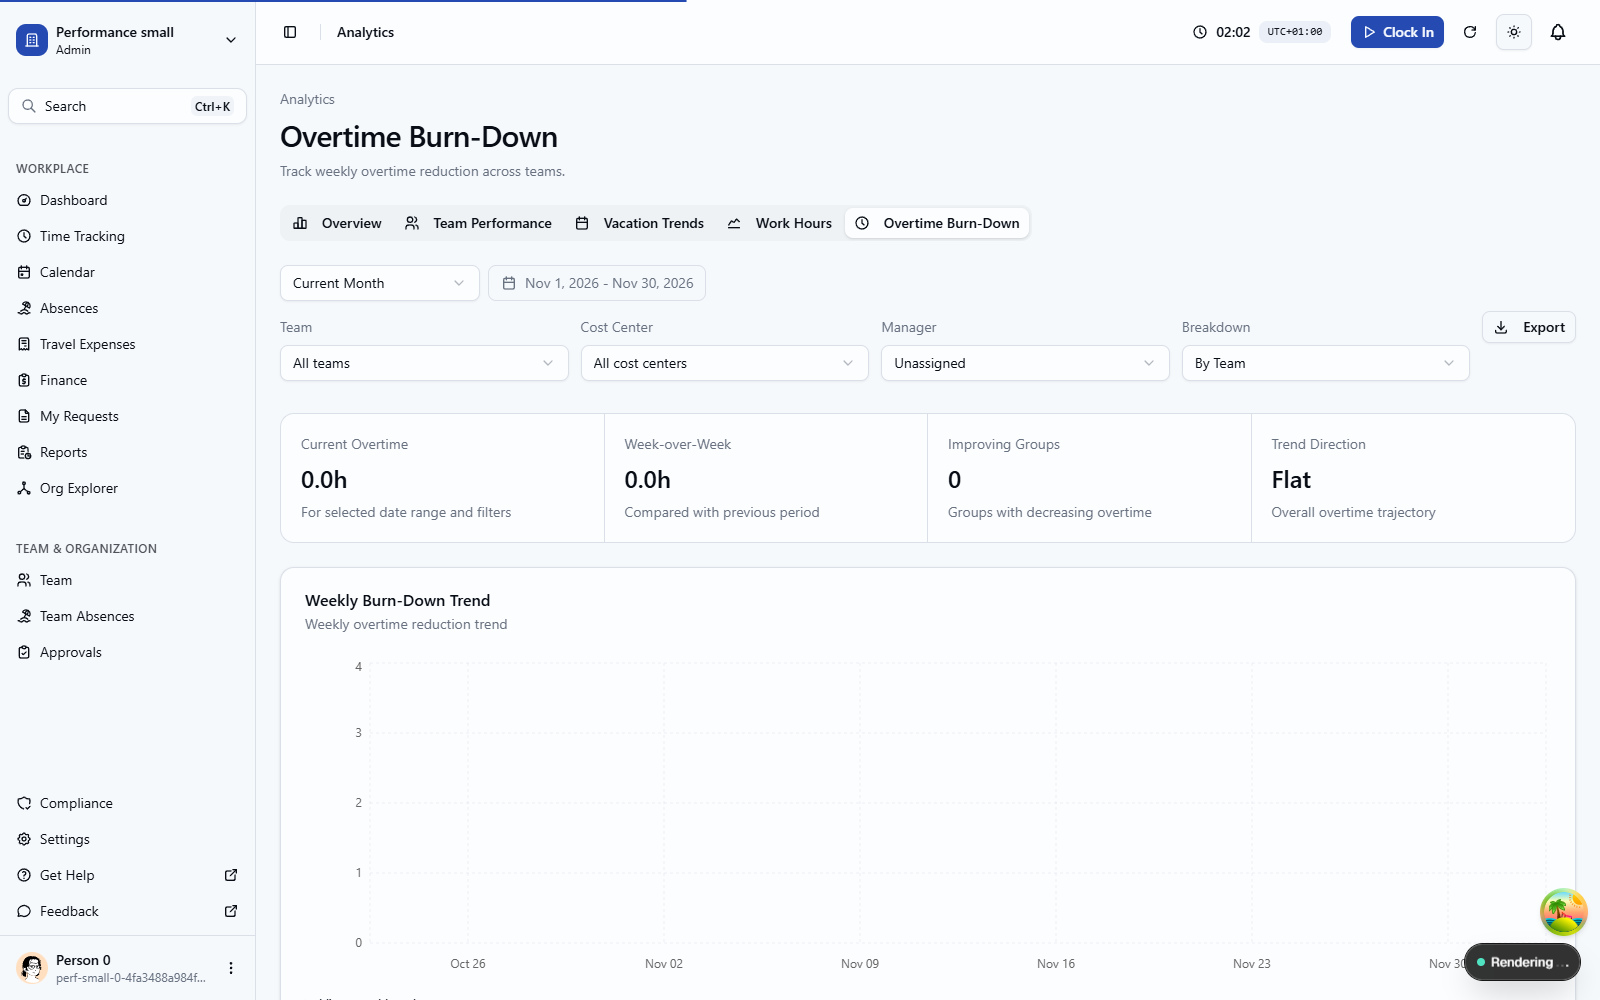 Performance small
Admin
Search
Ctrl+K
WORKPLACE
Dashboard
Time Tracking
Calendar
Absences
Travel Expenses
Finance
My Requests
Reports
Org Explorer
TEAM & ORGANIZATION
Team
Team Absences
Approvals
Compliance
Settings
Get Help
Feedback
Person 0
perf-small-0-4fa3488a984f...
Analytics
02:02
UTC+01:00
Clock In
Analytics
Overtime Burn-Down
Track weekly overtime reduction across teams.
Overview
Team Performance
Vacation Trends
Work Hours
Overtime Burn-Down
Current Month
Nov 1, 2026 - Nov 30, 2026
Team
Cost Center
Manager
Breakdown
Export
All teams
All cost centers
Unassigned
By Team
Current Overtime
0.0h
For selected date range and filters
Week-over-Week
0.0h
Compared with previous period
Improving Groups
0
Groups with decreasing overtime
Trend Direction
Flat
Overall overtime trajectory
Weekly Burn-Down Trend
Weekly overtime reduction trend
4
3
2
1
0
Oct 26
Nov 02
Nov 09
Nov 16
Nov 23
Nov 30
Rendering ...